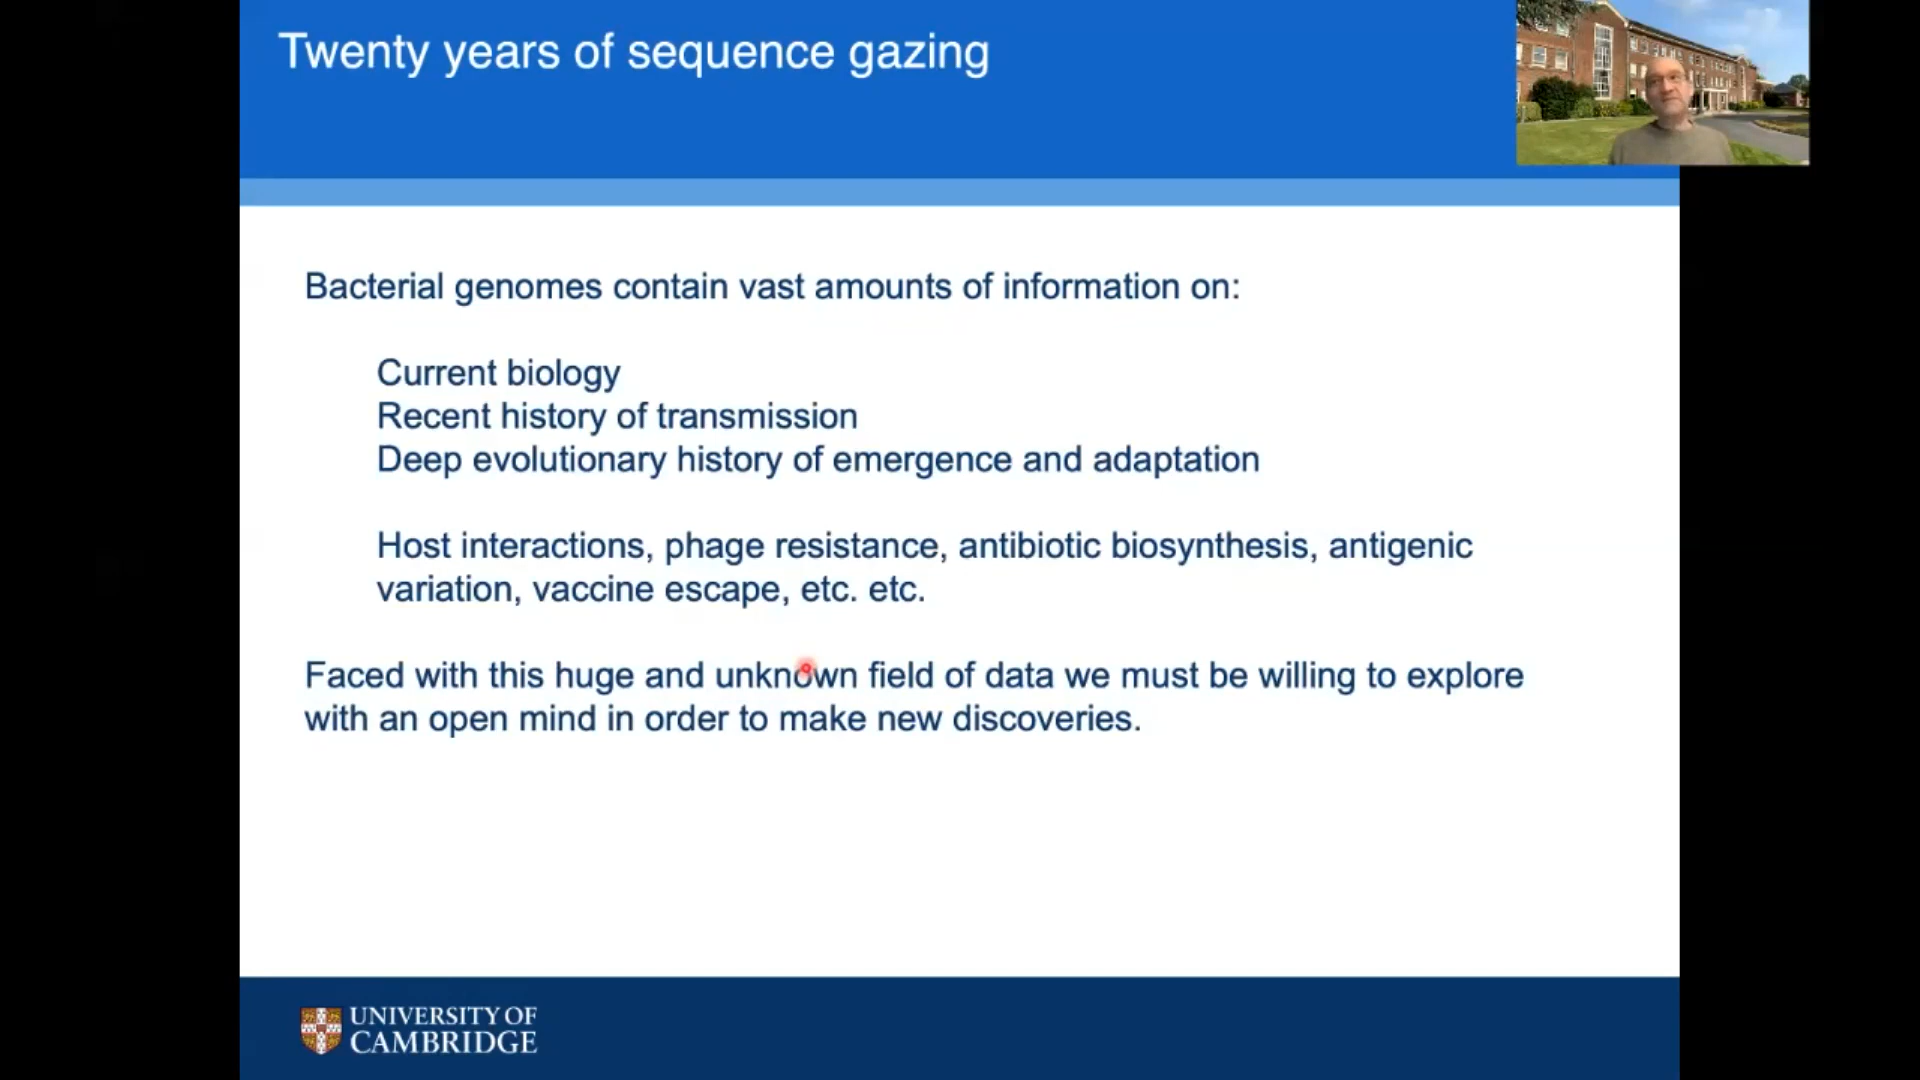 Twenty years of sequence gazing
Bacterial genomes contain vast amounts of information on:
Current biology
Recent history of transmission
Deep evolutionary history of emergence and adaptation
Host interactions, phage resistance, antibiotic biosynthesis, antigenic
variation, vaccine escape, etc. etc.
Faced with this huge and unknown field of data we must be willing to explore
with an open mind in order to make new discoveries.
UNIVERSITY OF
CAMBRIDGE